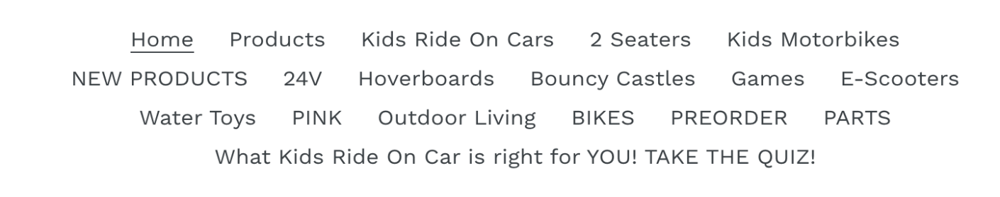 Home Products Kids Ride On Cars 2 Seaters Kids Motorbikes
NEW PRODUCTS 24V Hoverboards Bouncy Castles Games E-Scooters
Water Toys PINK Outdoor Living BIKES PREORDER PARTS
What Kids Ride On Car is right for YOU! TAKE THE QUIZ!